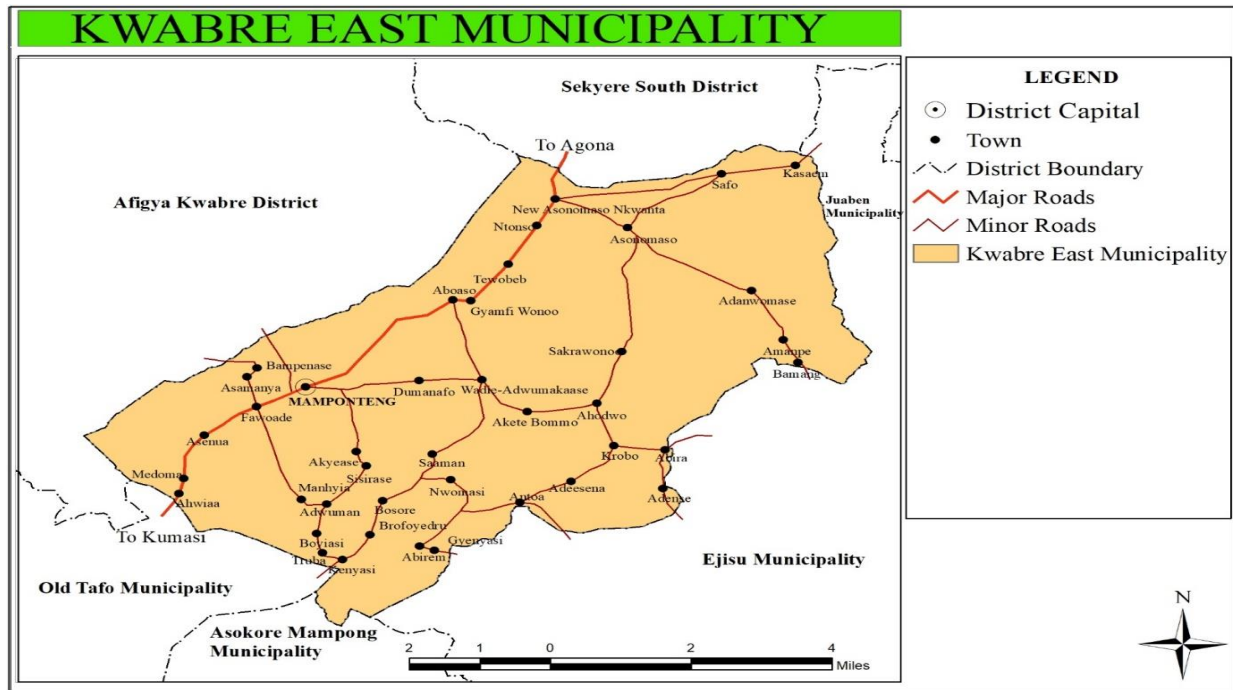 KWABRE EAST MUNICIPALITY
Sekyere South District
To Agona
Kasaem
Safo
Afigya Kwabre District
New Asonomaso Nkwanta
Juaben
Municipality
Ntonso
Asonomaso
Tewobeb
Aboaso
Gyamfi Wonoo
Adanwomase
Sakrawono
Amanpe
Bamang
Bampenase
Asamanya
MAMPONTENG
Dumanafo
Wadie-Adwumakaase
Fawoade
Akete Bommo
Ahodwo
Asenua
Krobo
Abira
Akyease
Sisirase
Sahman
Medoma
Ahwiaa
Manhyia
Adwuman
Nwomasi
Adeesena
Antoa
Adense
Bosore
To Kumasi
Boyiasi
Brofoyedru
Truba
Kenyasi
Gyenyasi
Abirem
Ejisu Municipality
Old Tafo Municipality
Asokore Mampong
Municipality
2 1 0 2 4
Miles
LEGEND
District Capital
Town
District Boundary
Major Roads
Minor Roads
Kwabre East Municipality
N